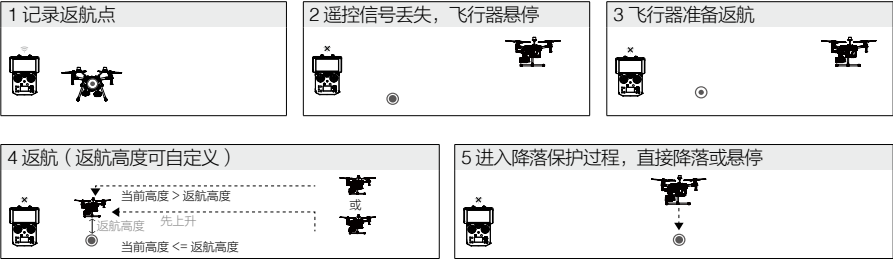 1 记录返航点
2 遥控信号丢失，飞行器悬停
3 飞行器准备返航
4 返航（返航高度可自定义）
当前高度 > 返航高度
或
返航高度
先上升
当前高度 <= 返航高度
5 进入降落保护过程，直接降落或悬停